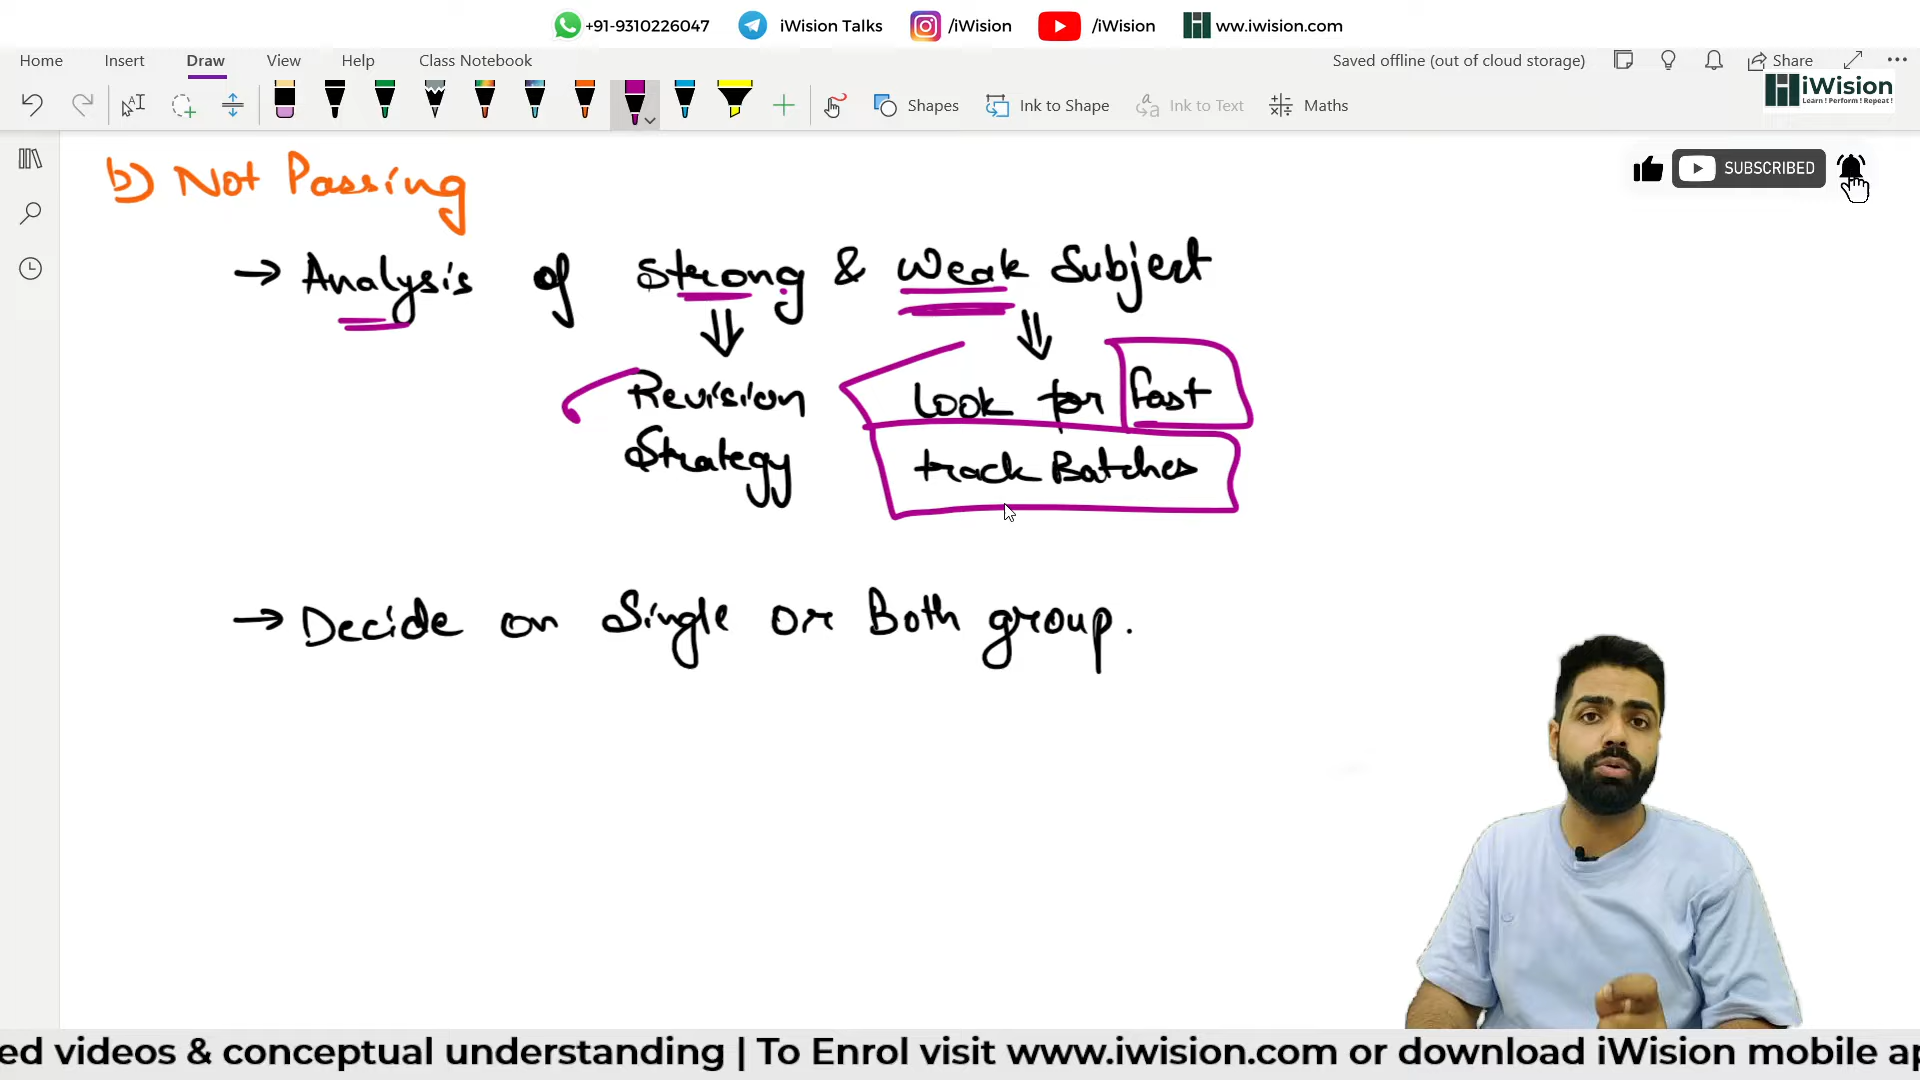 +91-9310226047 iWision Talks /iWision /iWision ww.iwision.com
Home Insert Draw View Help Class Notebook Saved offline (out of cloud storage) Share
Shapes Ink to Shape Ink to Text Maths
iWision
Learn ! Perform ! Repeat !
SUBSCRIBED
b) Not Passing
→ Analysis of Strong & Weak Subject
⇓ ⇓
Revision Look for fast
Strategy track Batches
→ Decide on Single or Both group.
ed videos & conceptual understanding | To Enrol visit www.iwision.com or download iWision mobile ap